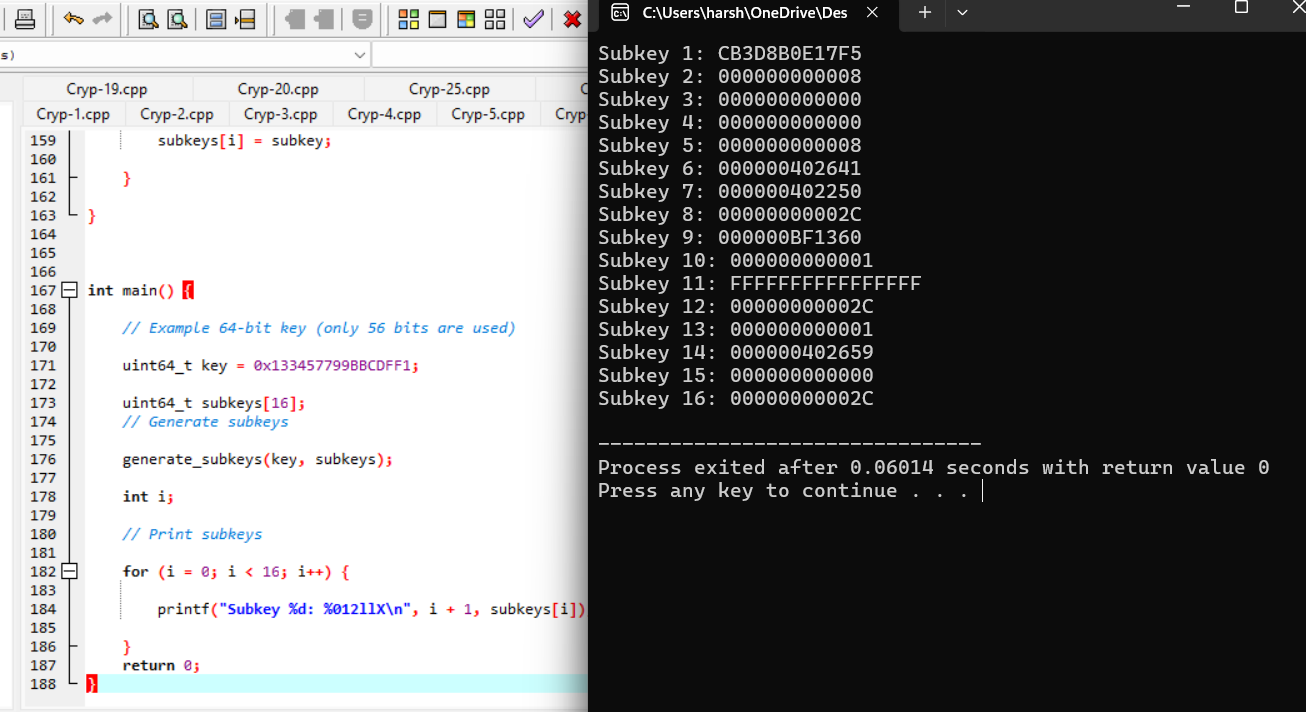 s)
Cryp-19.cpp Cryp-20.cpp Cryp-25.cpp
Cryp-1.cpp Cryp-2.cpp Cryp-3.cpp Cryp-4.cpp Cryp-5.cpp Cryp
159 subkeys[i] = subkey;
160
161 }
162
163 }
164
165
166
167 int main() {
168
169 // Example 64-bit key (only 56 bits are used)
170
171 uint64_t key = 0x133457799BBCDFF1;
172
173 uint64_t subkeys[16];
174 // Generate subkeys
175
176 generate_subkeys(key, subkeys);
177
178 int i;
179
180 // Print subkeys
181
182 for (i = 0; i < 16; i++) {
183
184 printf("Subkey %d: %012llX\n", i + 1, subkeys[i])
185
186 }
187 return 0;
188 }
C:\Users\harsh\OneDrive\Des
Subkey 1: CB3D8B0E17F5
Subkey 2: 000000000008
Subkey 3: 000000000000
Subkey 4: 000000000000
Subkey 5: 000000000008
Subkey 6: 000000402641
Subkey 7: 000000402250
Subkey 8: 00000000002C
Subkey 9: 000000BF1360
Subkey 10: 000000000001
Subkey 11: FFFFFFFFFFFFFFFF
Subkey 12: 00000000002C
Subkey 13: 000000000001
Subkey 14: 000000402659
Subkey 15: 000000000000
Subkey 16: 00000000002C
--------------------------------
Process exited after 0.06014 seconds with return value 0
Press any key to continue . . .